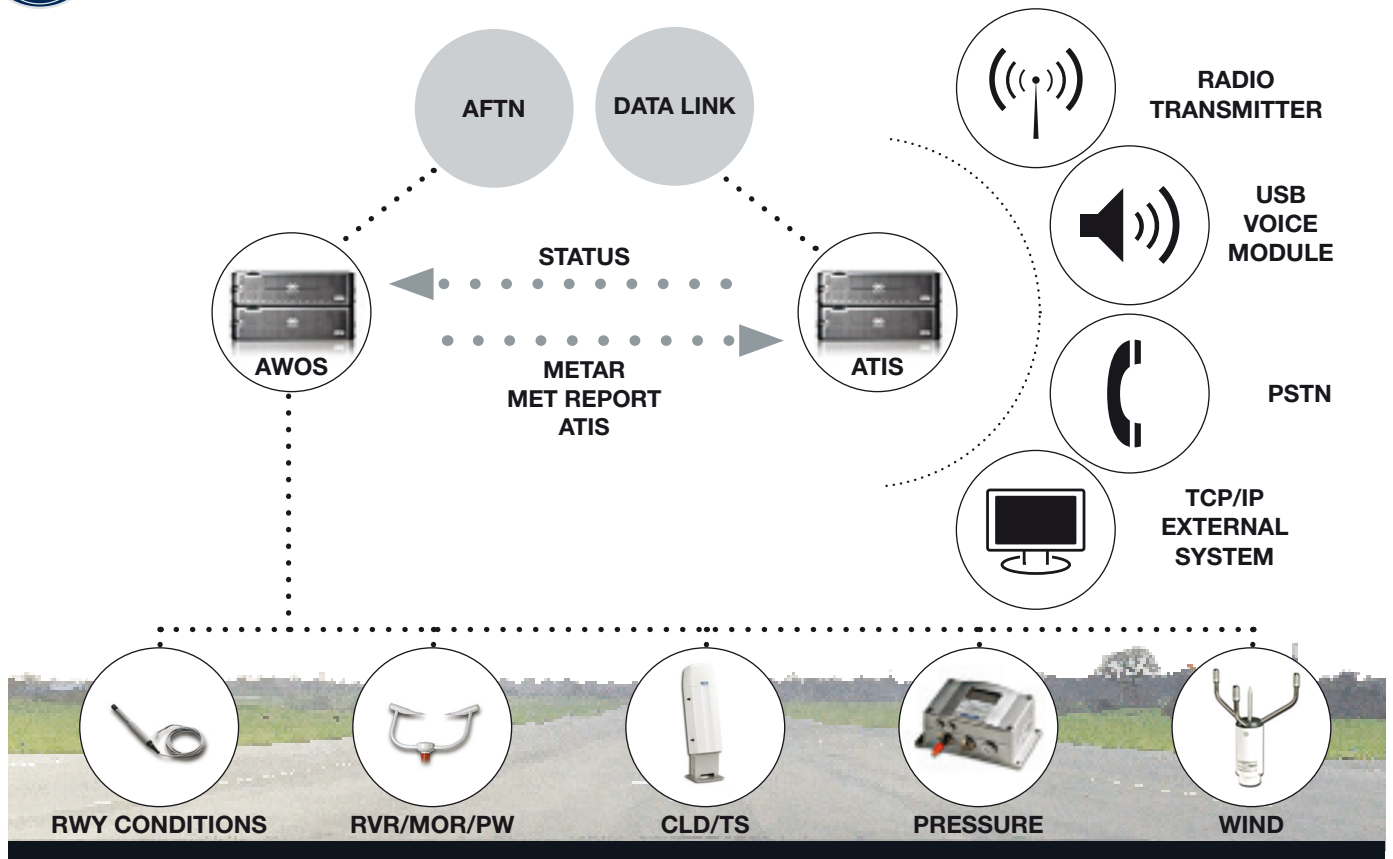 AFTN
DATA LINK
RADIO
TRANSMITTER
USB
VOICE
MODULE
STATUS
AWOS
ATIS
METAR
MET REPORT
ATIS
PSTN
TCP/IP
EXTERNAL
SYSTEM
RWY CONDITIONS
RVR/MOR/PW
CLD/TS
PRESSURE
WIND